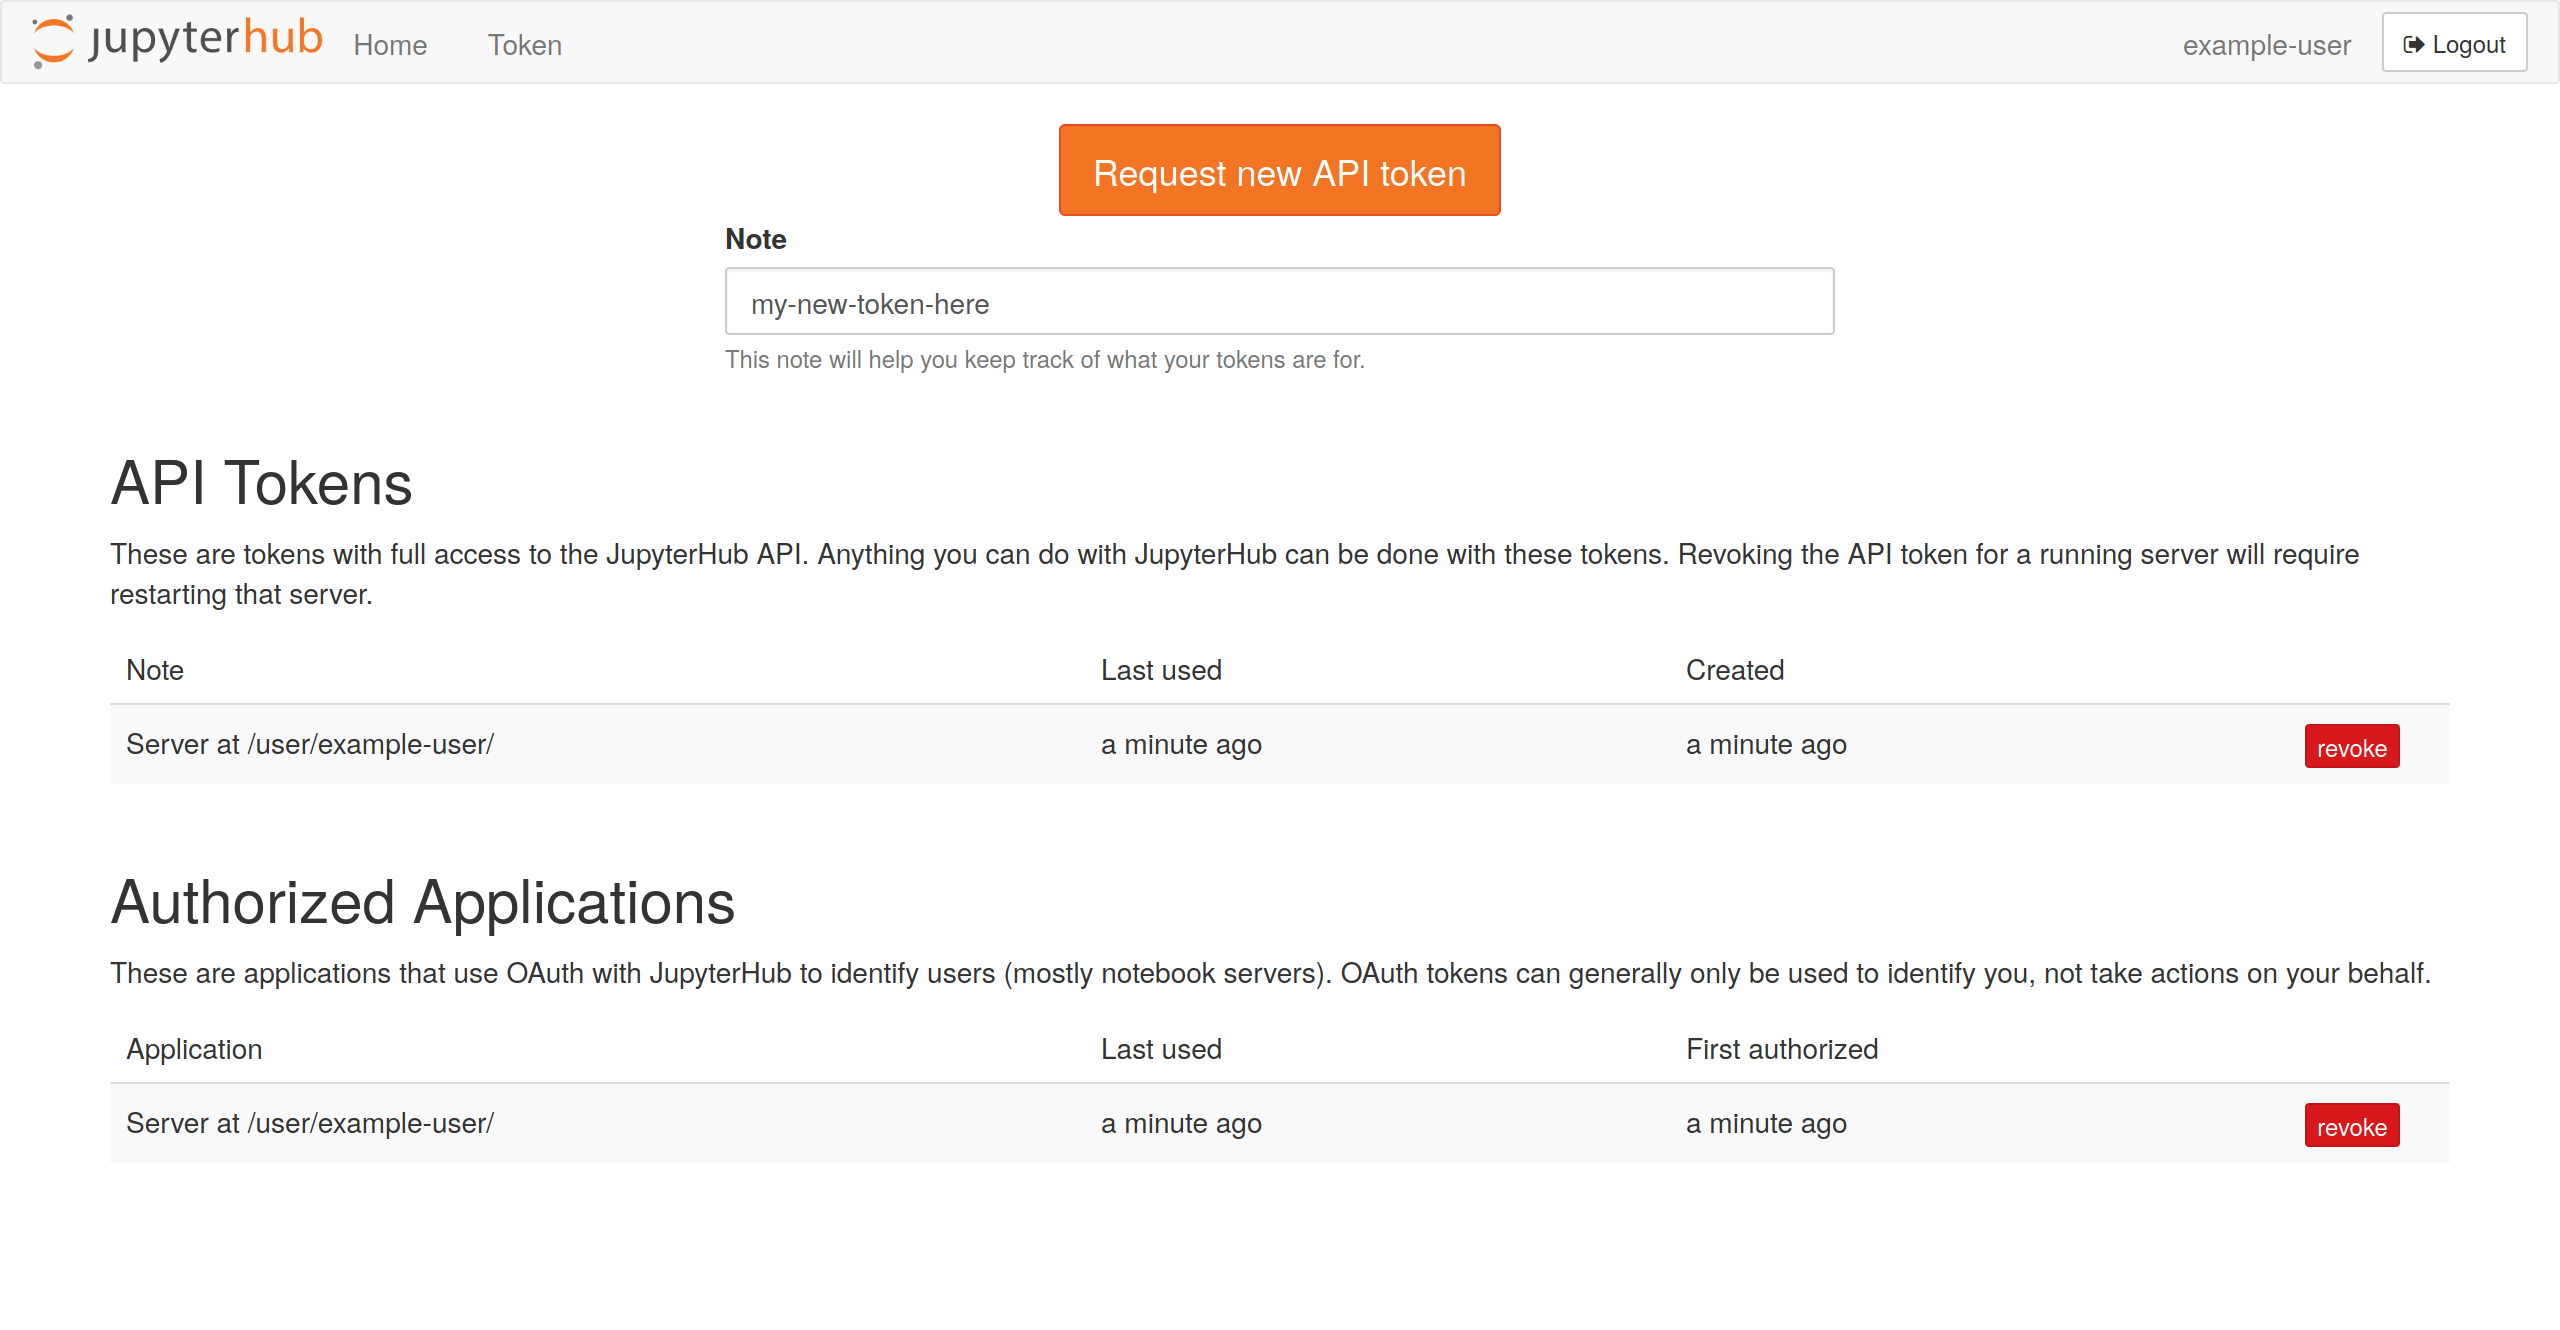 jupyterhub Home Token example-user Logout
Request new API token
Note
my-new-token-here
This note will help you keep track of what your tokens are for.
API Tokens
These are tokens with full access to the JupyterHub API. Anything you can do with JupyterHub can be done with these tokens. Revoking the API token for a running server will require
restarting that server.
Note Last used Created
Server at /user/example-user/ a minute ago a minute ago revoke
Authorized Applications
These are applications that use OAuth with JupyterHub to identify users (mostly notebook servers). OAuth tokens can generally only be used to identify you, not take actions on your behalf.
Application Last used First authorized
Server at /user/example-user/ a minute ago a minute ago revoke